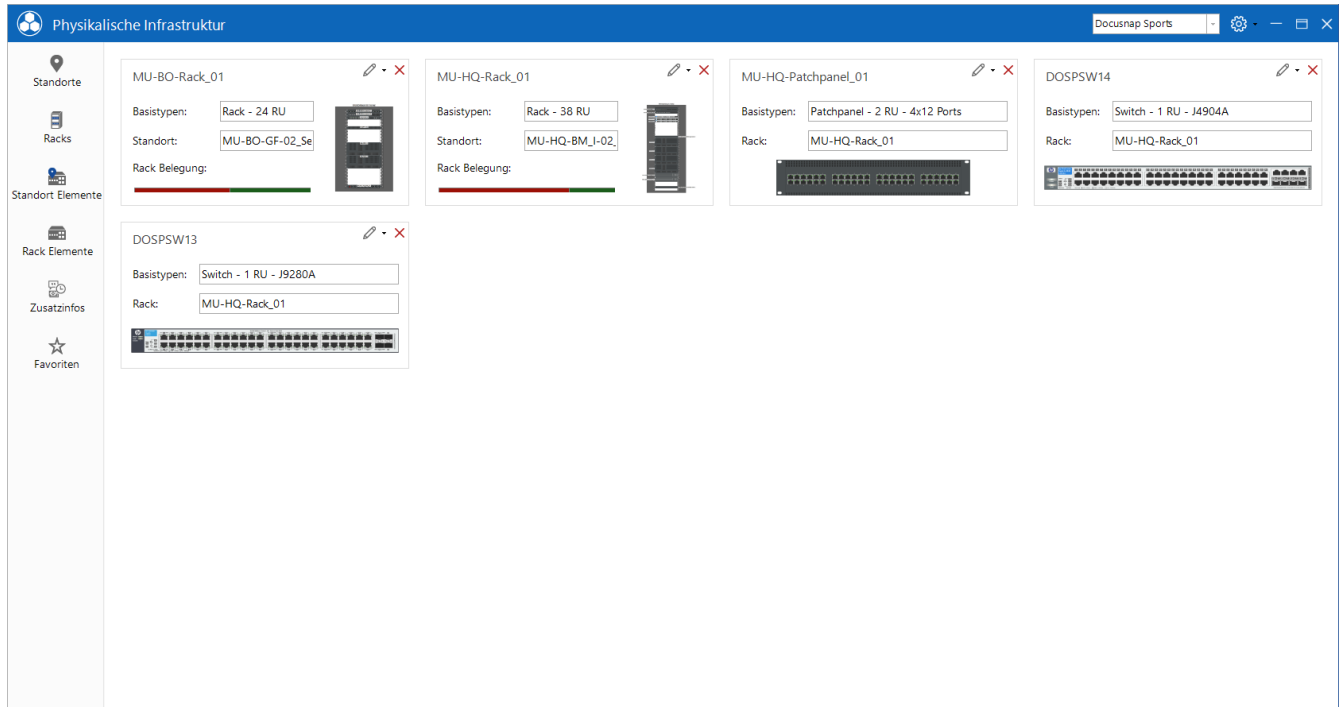 Physikalische Infrastruktur
Docusnap Sports
Standorte
Racks
Standort Elemente
Rack Elemente
Zusatzinfos
Favoriten
MU-BO-Rack_01
Basistypen: Rack - 24 RU
Standort: MU-BO-GF-02_Se
Rack Belegung:
MU-HQ-Rack_01
Basistypen: Rack - 38 RU
Standort: MU-HQ-BM_I-02_
Rack Belegung:
MU-HQ-Patchpanel_01
Basistypen: Patchpanel - 2 RU - 4x12 Ports
Rack: MU-HQ-Rack_01
DOSPSW14
Basistypen: Switch - 1 RU - J4904A
Rack: MU-HQ-Rack_01
DOSPSW13
Basistypen: Switch - 1 RU - J9280A
Rack: MU-HQ-Rack_01